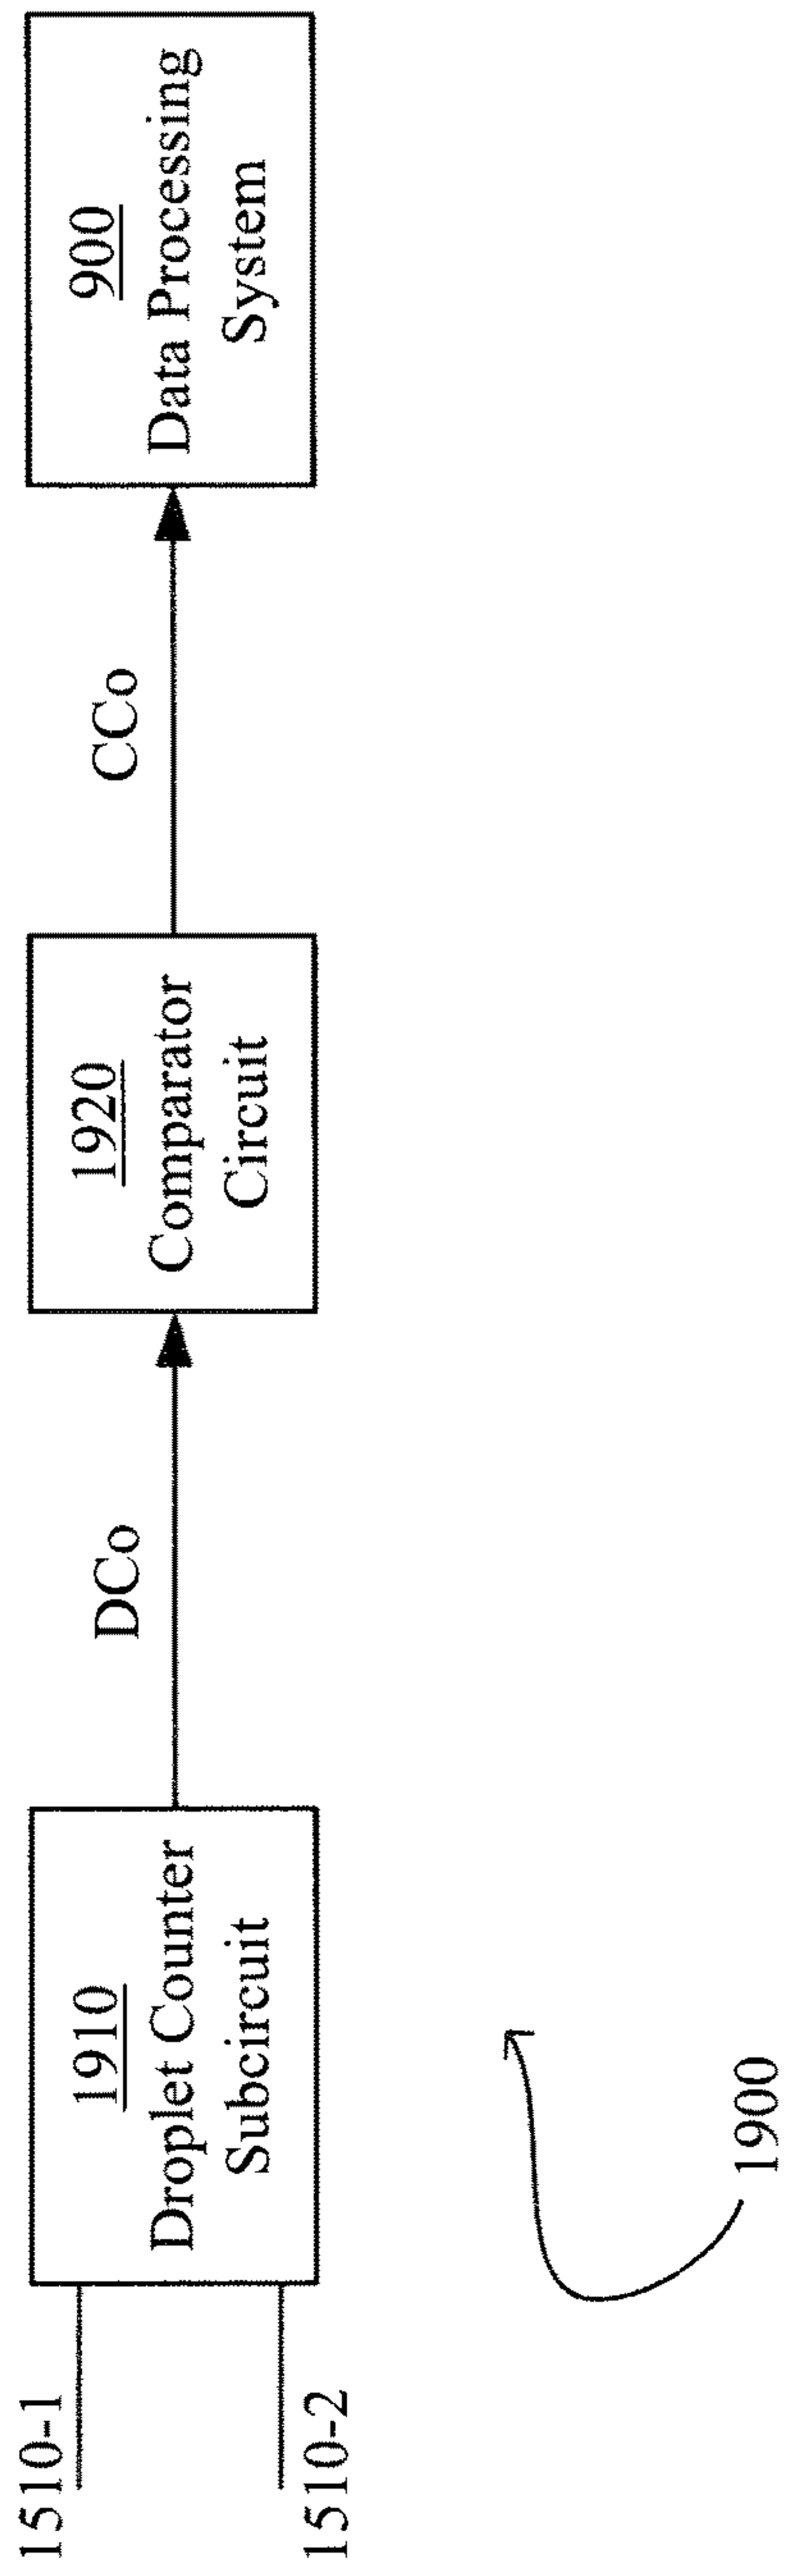 1510-1
1510-2
1910
Droplet Counter
Subcircuit
DCo
1920
Comparator
Circuit
CCo
900
Data Processing
System
1900